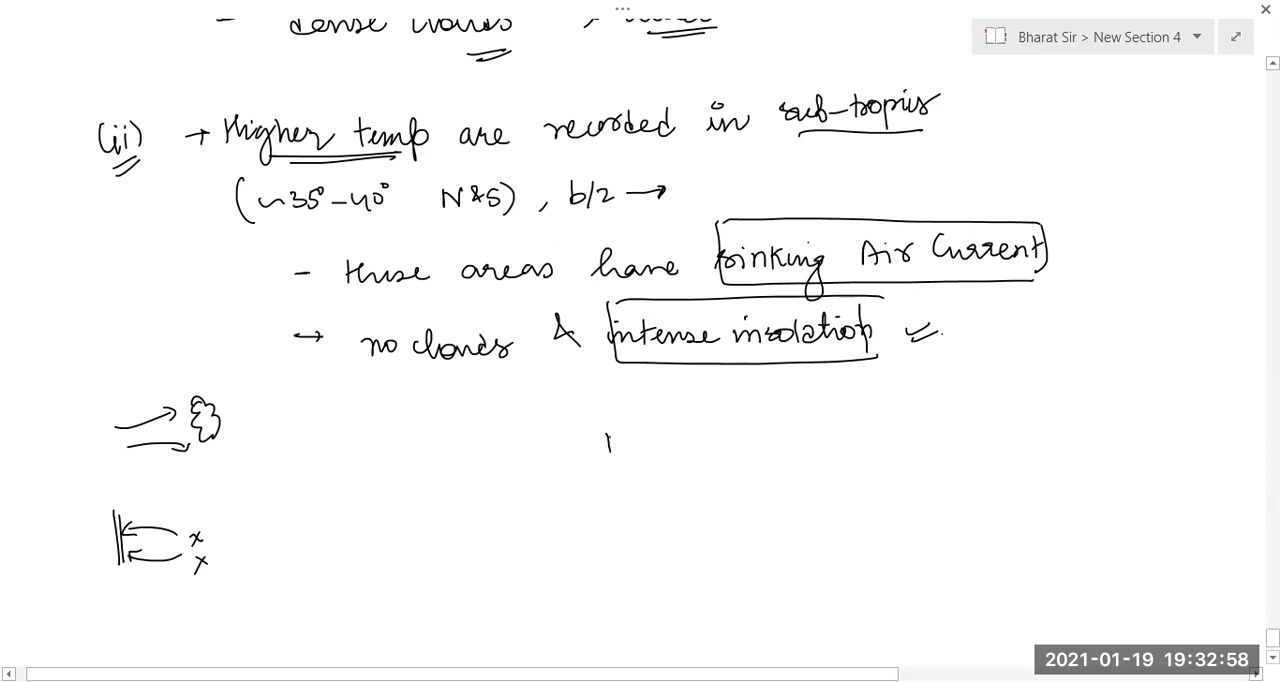 - dense
Bharat Sir > New Section 4
(ii) → Higher temp are recorded in sub-tropics
(~35° - 40° N & S), b/z →
- these areas have sinking Air Current
→ no clouds & intense insolation
x
x
2021-01-19 19:32:58